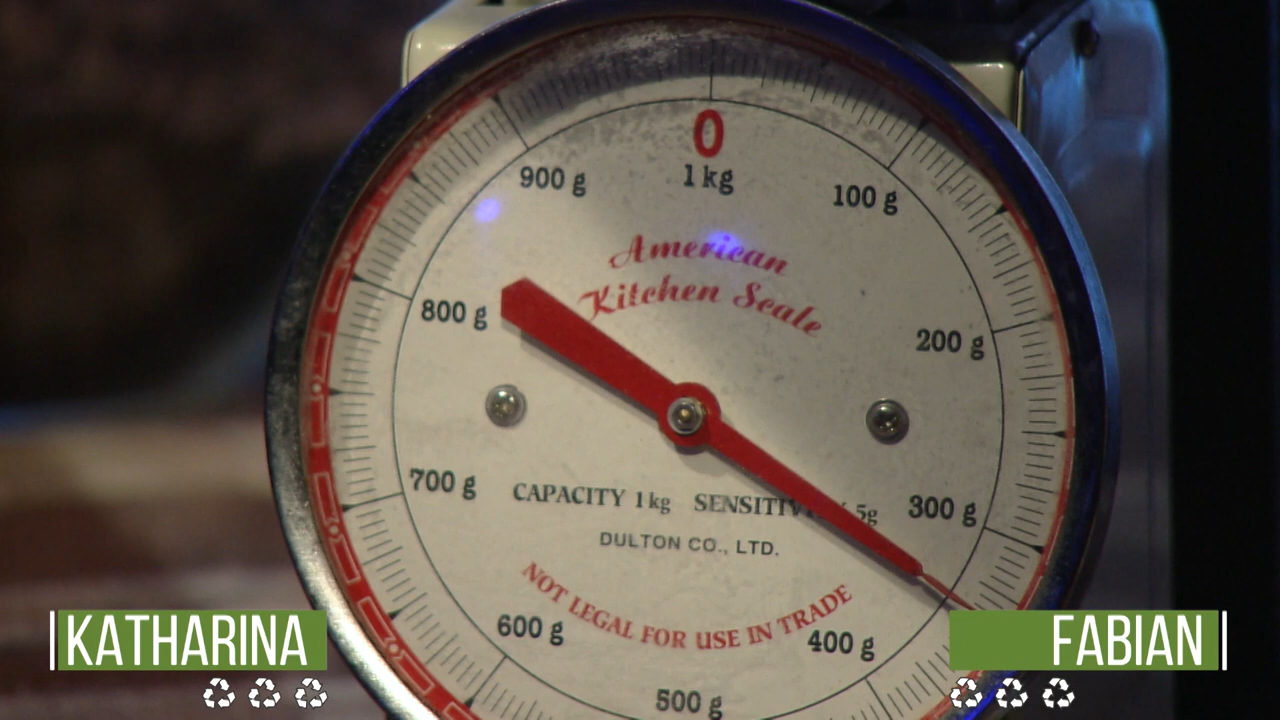 0
1 kg
900 g
100 g
American
Kitchen Scale
800 g
200 g
700 g
CAPACITY 1 kg
5g
300 g
DULTON CO., LTD.
NOT LEGAL FOR USE IN TRADE
600 g
400 g
500 g
KATHARINA
FABIAN